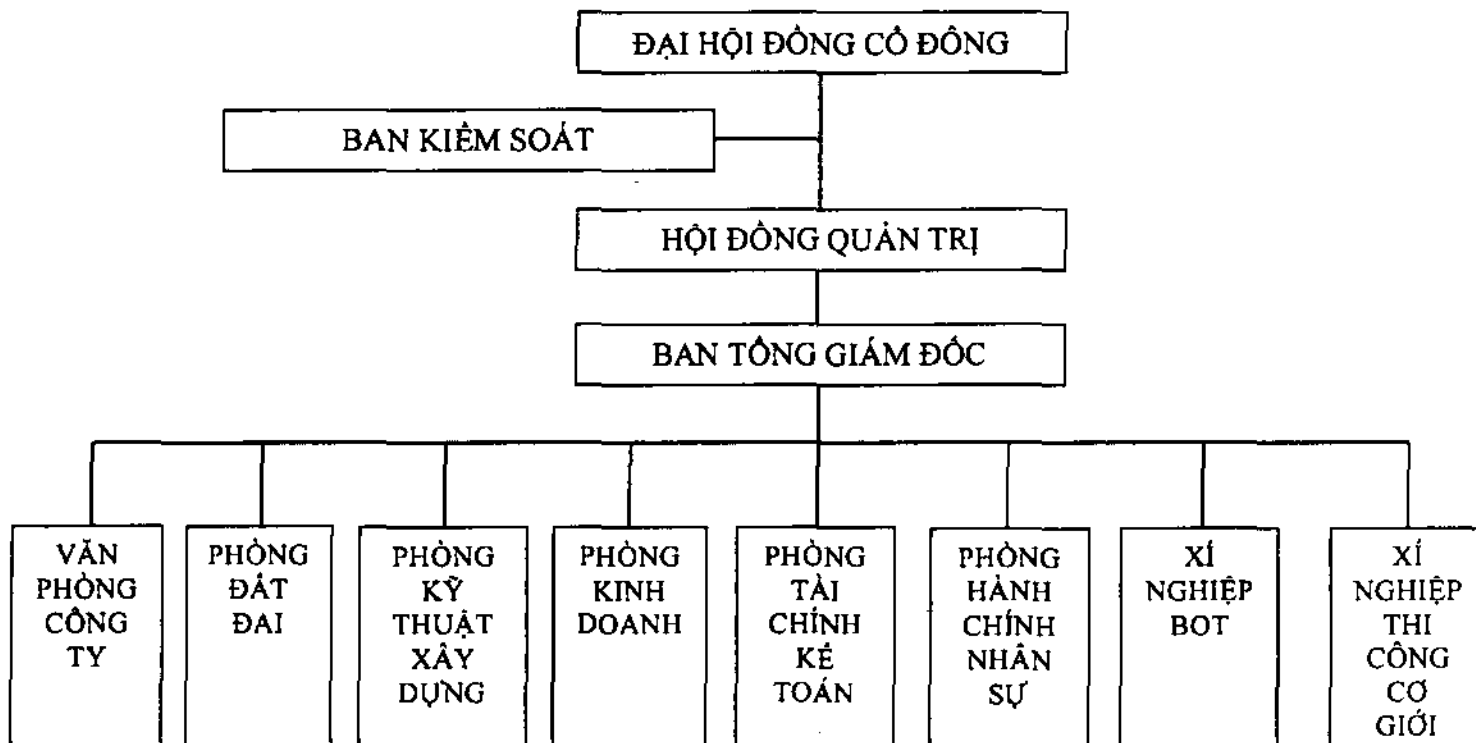 ĐẠI HỘI ĐỒNG CỔ ĐÔNG
BAN KIỂM SOÁT
HỘI ĐỒNG QUẢN TRỊ
BAN TỔNG GIÁM ĐỐC
VĂN
PHÒNG
CÔNG
TY
PHÒNG
ĐẤT
ĐAI
PHÒNG
KỸ
THUẬT
XÂY
DỰNG
PHÒNG
KINH
DOANH
PHÒNG
TÀI
CHÍNH
KẾ
TOÁN
PHÒNG
HÀNH
CHÍNH
NHÂN
SỰ
XÍ
NGHIỆP
BOT
XÍ
NGHIỆP
THI
CÔNG
CƠ
GIỚI